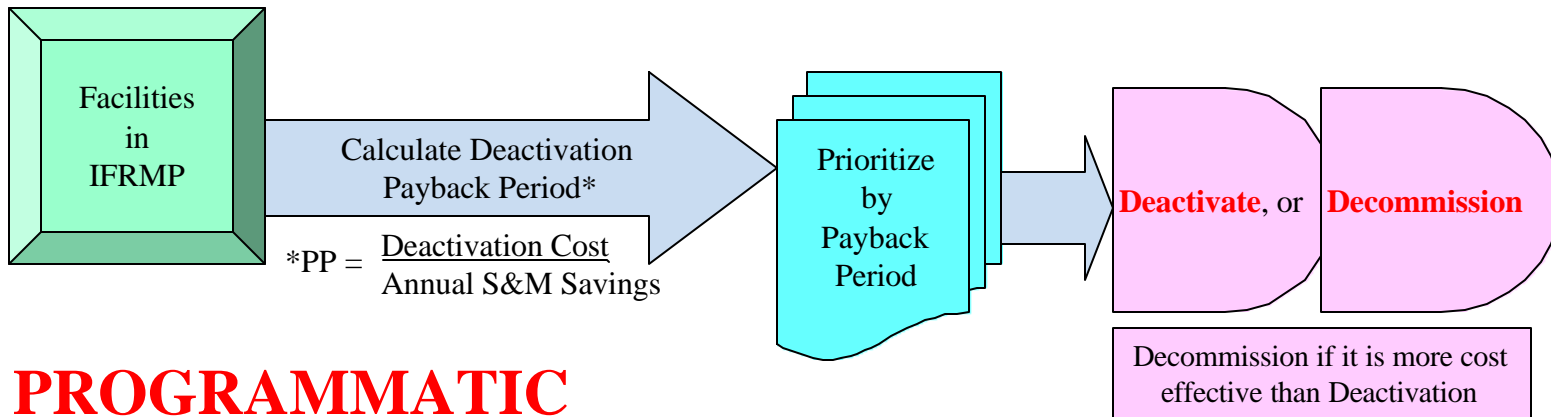 Facilities
in
IFRMP
Calculate Deactivation
Payback Period*
*PP = Deactivation Cost
Annual S&M Savings
Prioritize
by
Payback
Period
Deactivate, or
Decommission
Decommission if it is more cost
effective than Deactivation
PROGRAMMATIC